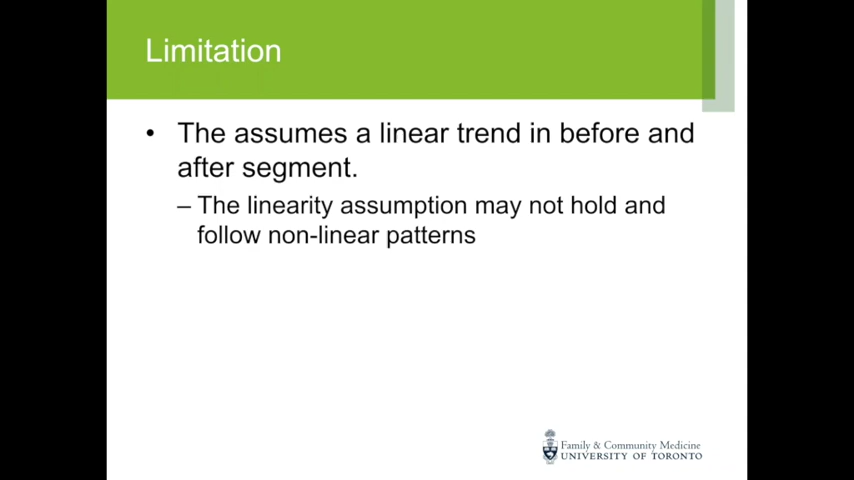 Limitation
• The assumes a linear trend in before and
after segment.
– The linearity assumption may not hold and
follow non-linear patterns
Family & Community Medicine
UNIVERSITY OF TORONTO